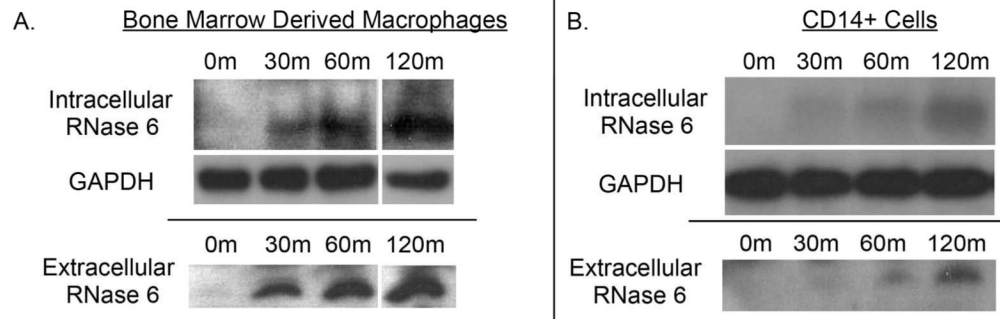 A.
Bone Marrow Derived Macrophages
0m 30m 60m 120m
Intracellular
RNase 6
GAPDH
0m 30m 60m 120m
Extracellular
RNase 6
B.
CD14+ Cells
0m 30m 60m 120m
Intracellular
RNase 6
GAPDH
0m 30m 60m 120m
Extracellular
RNase 6